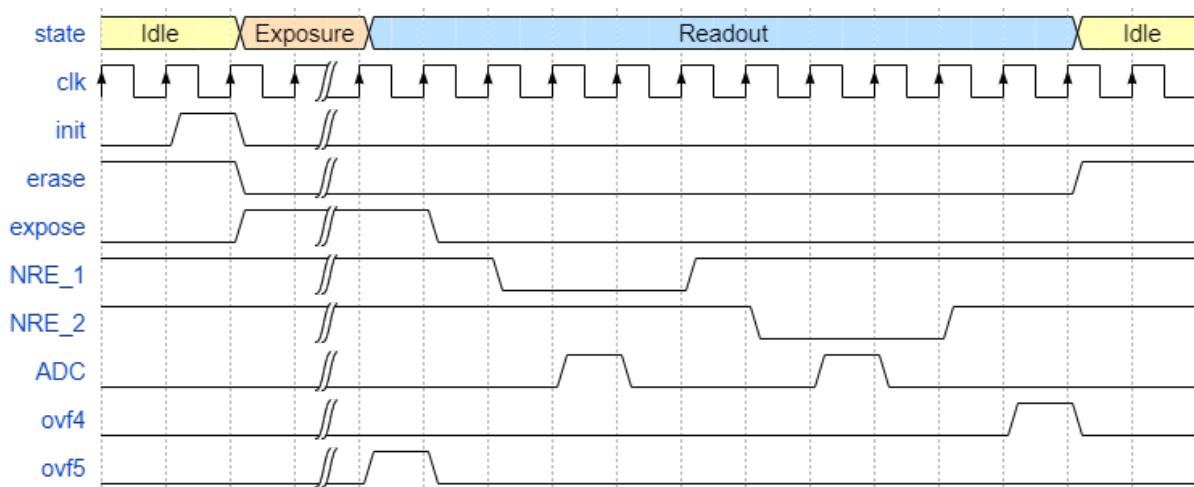 state Idle Exposure Readout Idle
clk
init
erase
expose
NRE_1
NRE_2
ADC
ovf4
ovf5